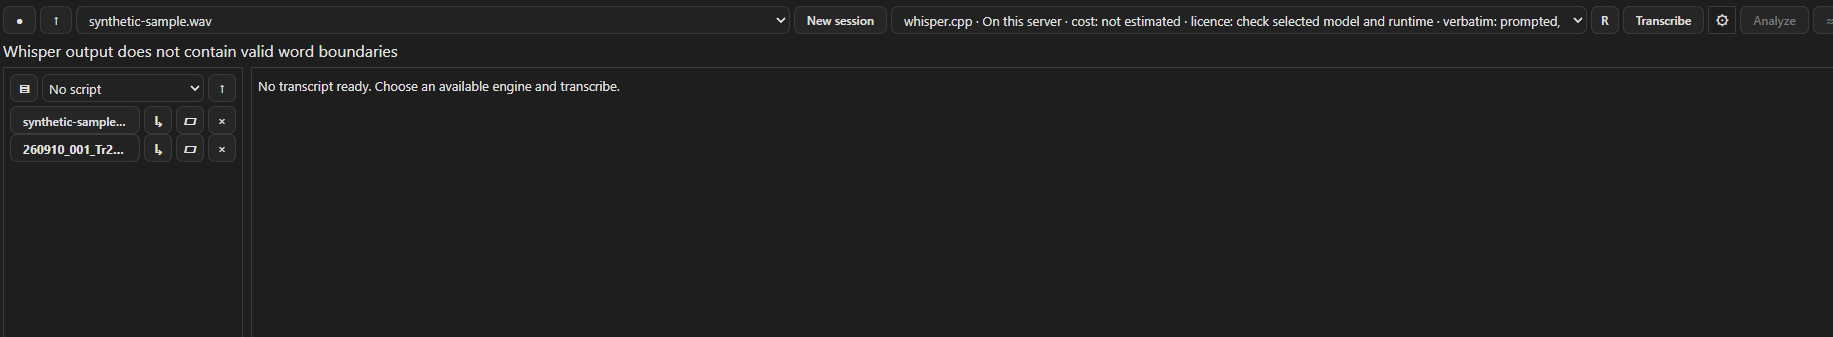 synthetic-sample.wav New session whisper.cpp · On this server · cost: not estimated · licence: check selected model and runtime · verbatim: prompted, R Transcribe Analyze
Whisper output does not contain valid word boundaries
No script ↑
No transcript ready. Choose an available engine and transcribe.
synthetic-sample... ×
260910_001_Tr2... ×